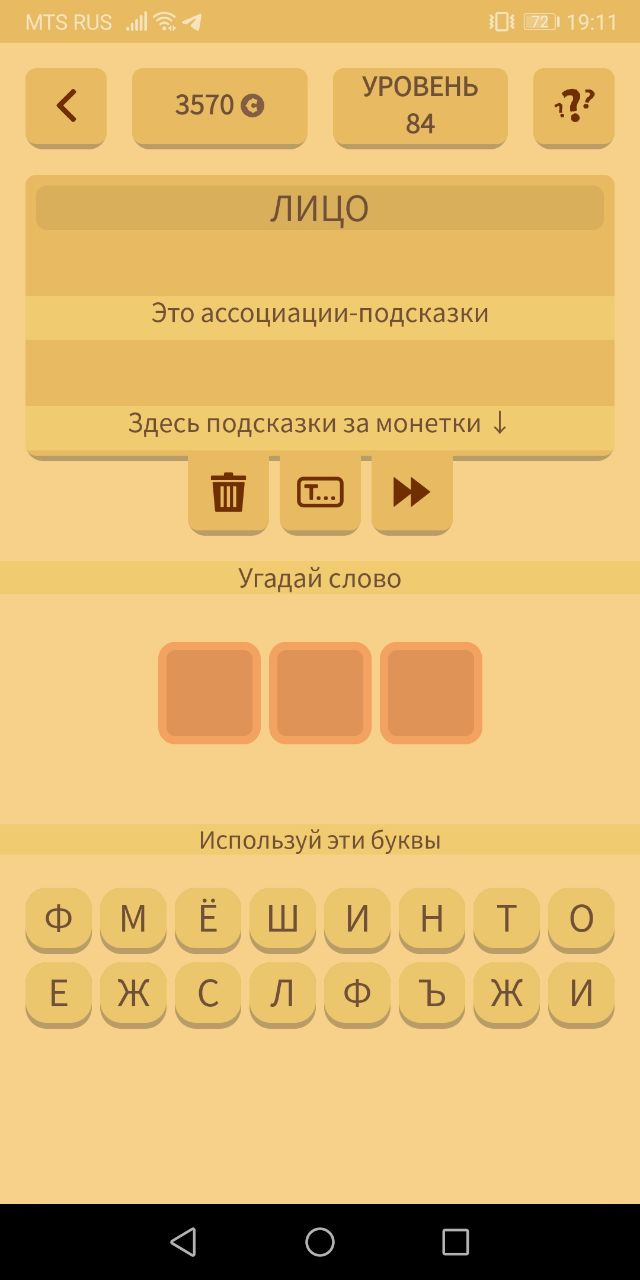 MTS RUS 72 19:11
3570 C
УРОВЕНЬ
84
???
ЛИЦО
Это ассоциации-подсказки
Здесь подсказки за монетки ↓
T...
Угадай слово
Используй эти буквы
Ф М Ё Ш И Н Т О
Е Ж С Л Ф Ъ Ж И